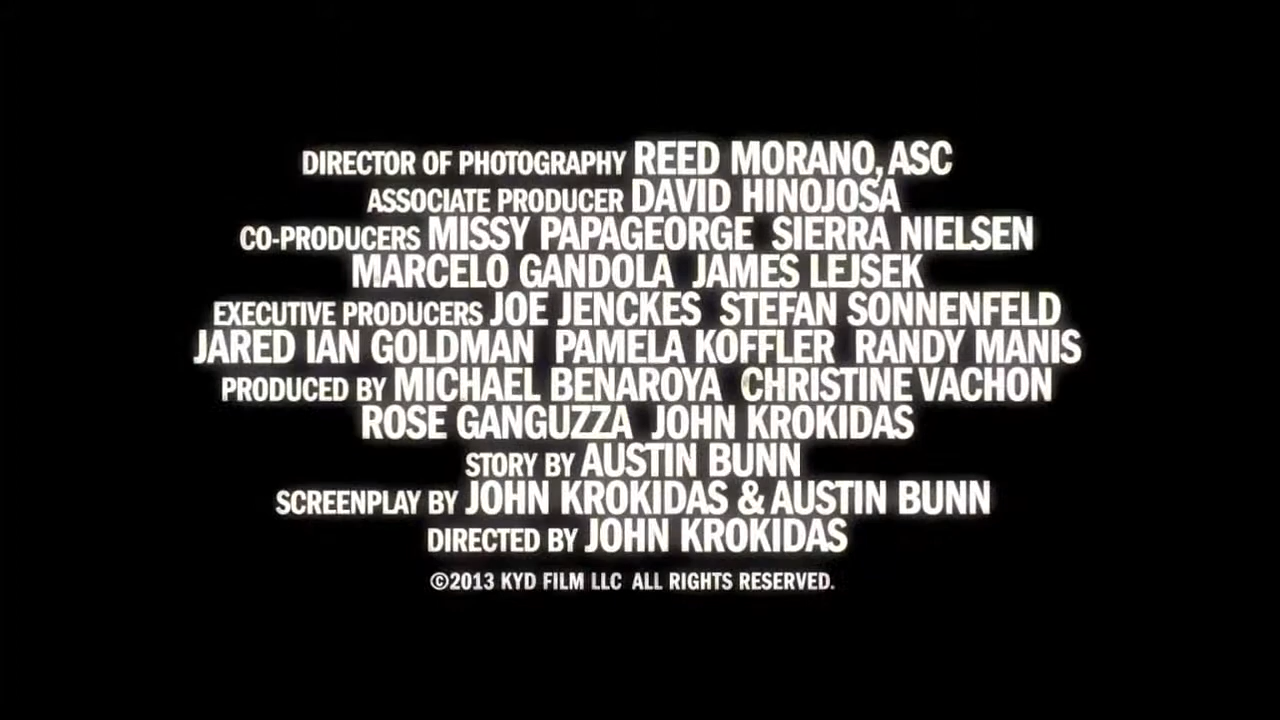 DIRECTOR OF PHOTOGRAPHY REED MORANO, ASC
ASSOCIATE PRODUCER DAVID HINOJOSA
CO-PRODUCERS MISSY PAPAGEORGE SIERRA NIELSEN
MARCELO GANDOLA JAMES LEJSEK
EXECUTIVE PRODUCERS JOE JENCKES STEFAN SONNENFELD
JARED IAN GOLDMAN PAMELA KOFFLER RANDY MANIS
PRODUCED BY MICHAEL BENAROYA CHRISTINE VACHON
ROSE GANGUZZA JOHN KROKIDAS
STORY BY AUSTIN BUNN
SCREENPLAY BY JOHN KROKIDAS & AUSTIN BUNN
DIRECTED BY JOHN KROKIDAS
©2013 KYD FILM LLC ALL RIGHTS RESERVED.